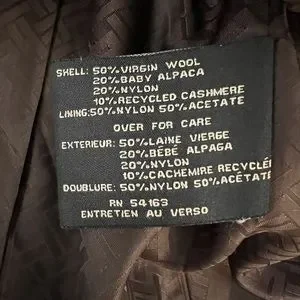 SHELL: 50%VIRGIN WOOL
20%BABY ALPACA
20%NYLON
10%RECYCLED CASHMERE
LINING:50%NYLON 50%ACETATE
OVER FOR CARE
EXTERIEUR: 50%LAINE VIERGE
20%BÉBÉ ALPAGA
20%NYLON
10%CACHEMIRE RECYCLÉ
DOUBLURE: 50%NYLON 50%ACÉTATE
RN 54163
ENTRETIEN AU VERSO